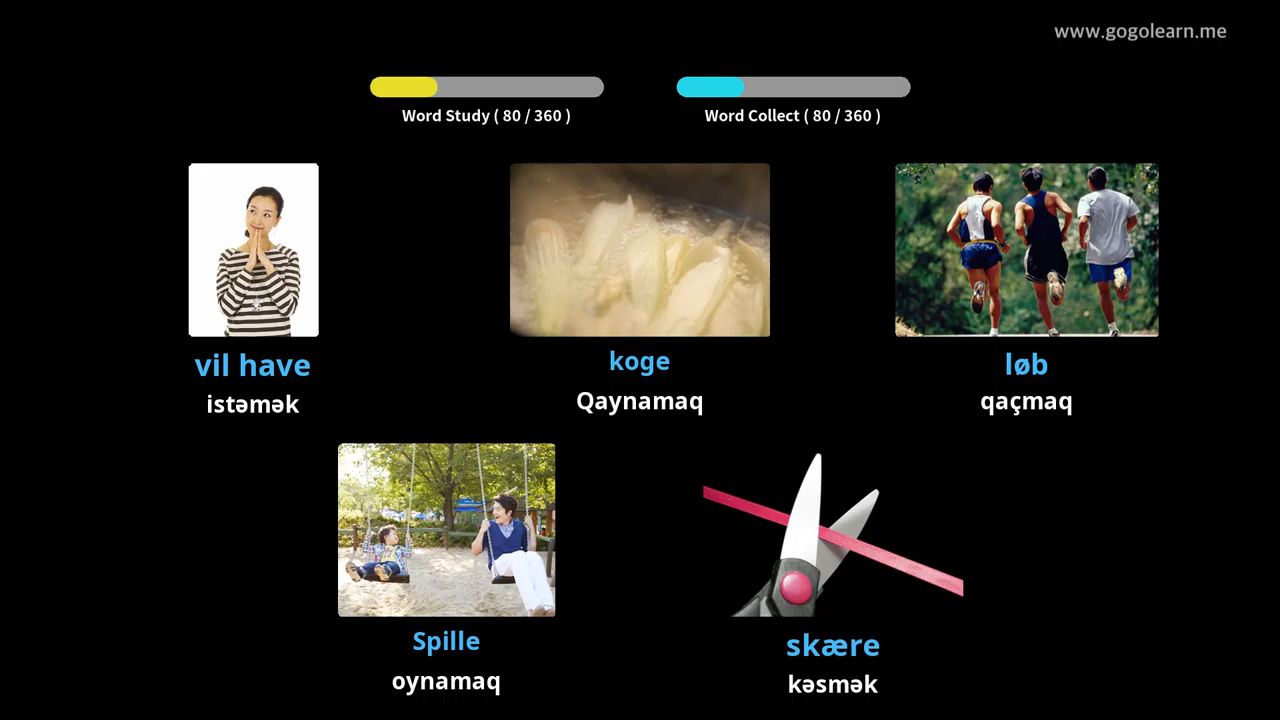 www.gogolearn.me
Word Study ( 80 / 360 )
Word Collect ( 80 / 360 )
vil have
istəmək
koge
Qaynamaq
løb
qaçmaq
Spille
oynamaq
skære
kəsmək